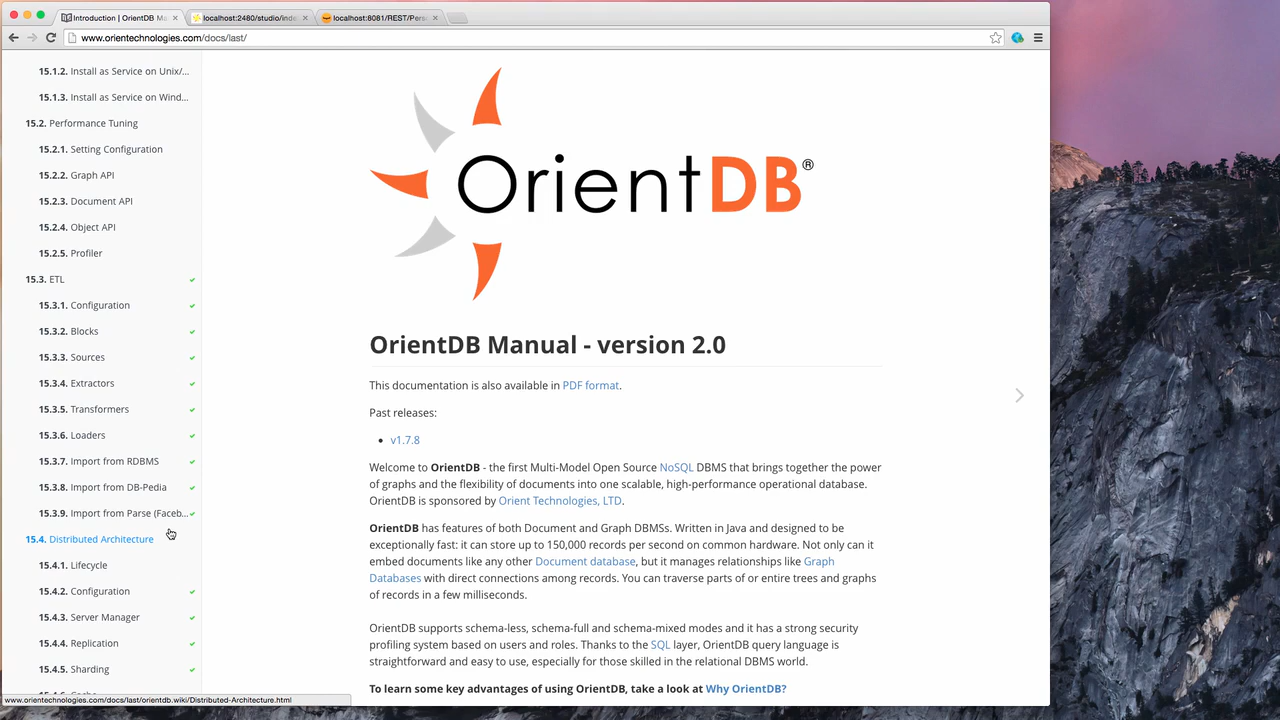 Introduction | OrientDB Ma
localhost:2480/studio/inde
localhost:8081/REST/Pers
www.orientechnologies.com/docs/last/
15.1.2. Install as Service on Unix/...
15.1.3. Install as Service on Wind...
15.2. Performance Tuning
15.2.1. Setting Configuration
15.2.2. Graph API
15.2.3. Document API
15.2.4. Object API
15.2.5. Profiler
15.3. ETL
15.3.1. Configuration
15.3.2. Blocks
15.3.3. Sources
15.3.4. Extractors
15.3.5. Transformers
15.3.6. Loaders
15.3.7. Import from RDBMS
15.3.8. Import from DB-Pedia
15.3.9. Import from Parse (Faceb...
15.4. Distributed Architecture
15.4.1. Lifecycle
15.4.2. Configuration
15.4.3. Server Manager
15.4.4. Replication
15.4.5. Sharding
www.orientechnologies.com/docs/last/orientdb.wiki/Distributed-Architecture.html
OrientDB®
OrientDB Manual - version 2.0
This documentation is also available in PDF format.
Past releases:
• v1.7.8
Welcome to OrientDB - the first Multi-Model Open Source NoSQL DBMS that brings together the power
of graphs and the flexibility of documents into one scalable, high-performance operational database.
OrientDB is sponsored by Orient Technologies, LTD.
OrientDB has features of both Document and Graph DBMSs. Written in Java and designed to be
exceptionally fast: it can store up to 150,000 records per second on common hardware. Not only can it
embed documents like any other Document database, but it manages relationships like Graph
Databases with direct connections among records. You can traverse parts of or entire trees and graphs
of records in a few milliseconds.
OrientDB supports schema-less, schema-full and schema-mixed modes and it has a strong security
profiling system based on users and roles. Thanks to the SQL layer, OrientDB query language is
straightforward and easy to use, especially for those skilled in the relational DBMS world.
To learn some key advantages of using OrientDB, take a look at Why OrientDB?